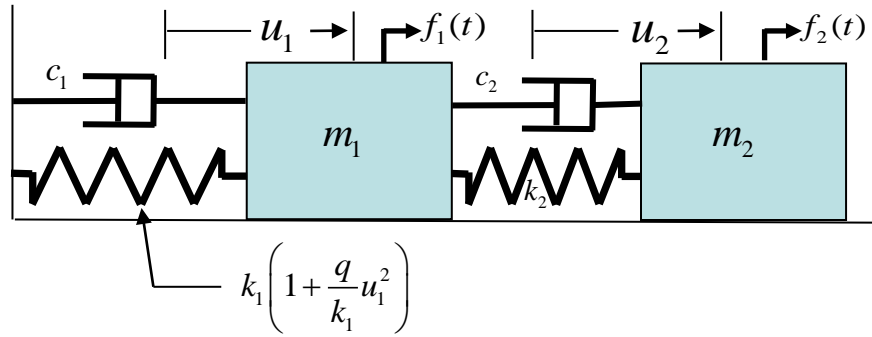 u₁ f₁(t) u₂ f₂(t)
c₁ c₂
m₁ m₂
k₂
k₁(1 + q/k₁ u₁²)